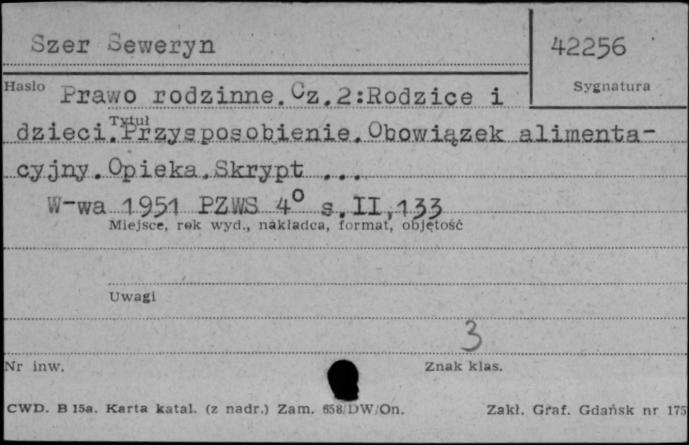 Szer Seweryn
42256
Hasło
Sygnatura
Prawo rodzinne.Cz.2:Rodzice i
Tytuł
dzieci.Przysposobienie.Obowiązek alimenta-
cyjny.Opieka.Skrypt ...
W-wa 1951 PZWS 4° s.II,133
Miejsce, rok wyd., nakładca, format, objętość
Uwagi
3
Nr inw.
Znak klas.
CWD. B 15a. Karta katal. (z nadr.) Zam. 658/DW/On.
Zakł. Graf. Gdańsk nr 175